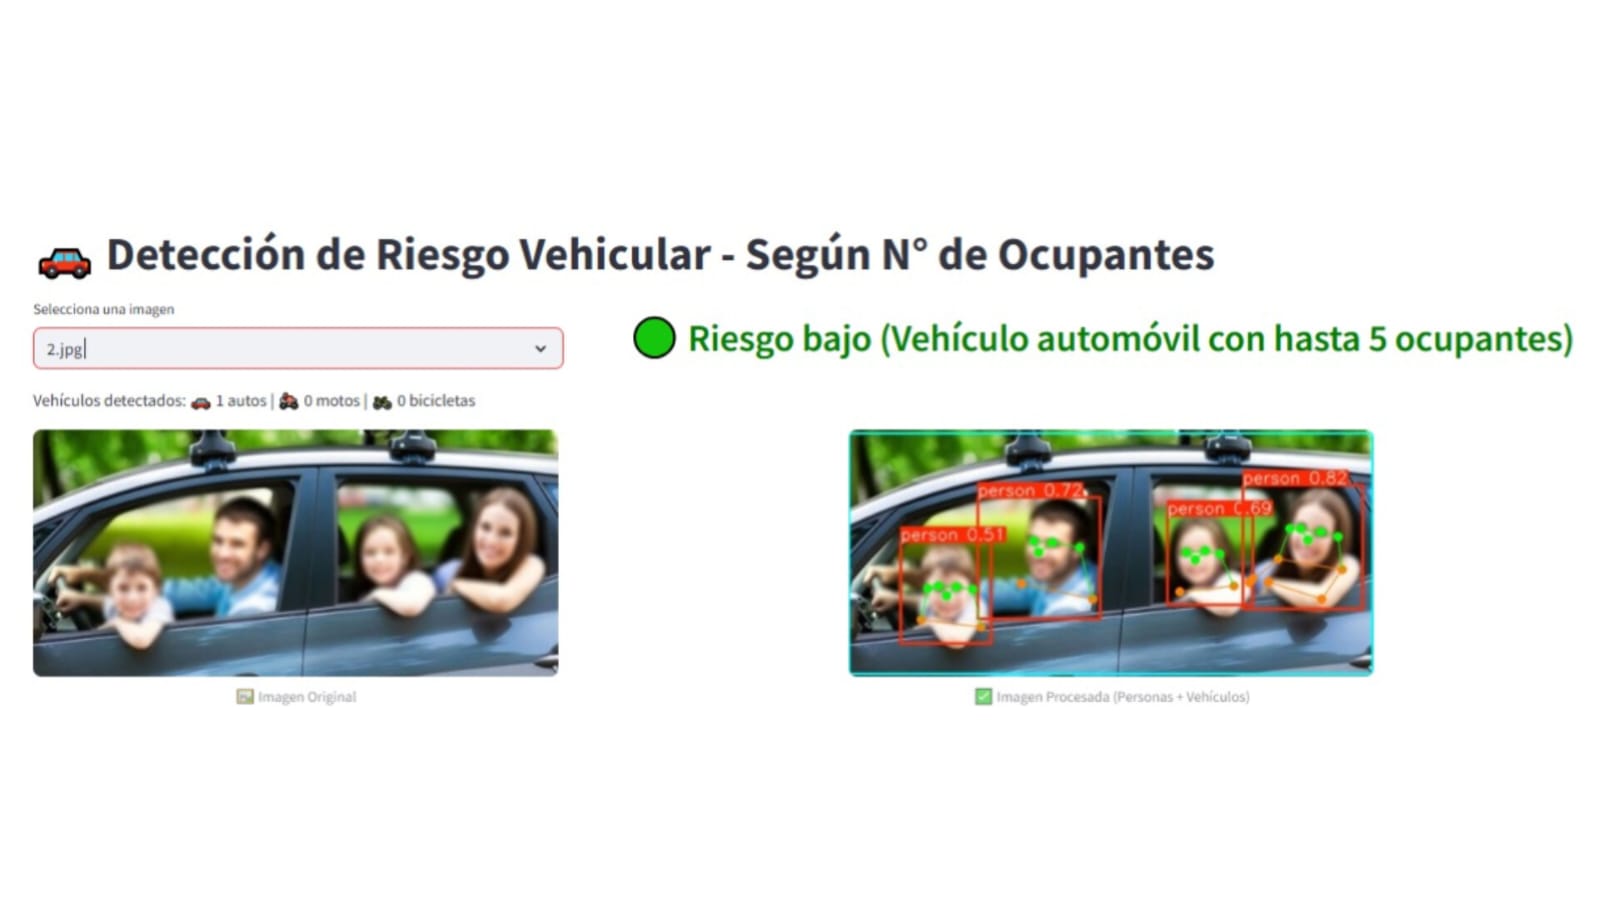 Detección de Riesgo Vehicular - Según N° de Ocupantes
Selecciona una imagen
2.jpg
Riesgo bajo (Vehículo automóvil con hasta 5 ocupantes)
Vehículos detectados: 1 autos | 0 motos | 0 bicicletas
person 0.82
person 0.72
person 0.69
person 0.51
Imagen Original
Imagen Procesada (Personas + Vehículos)